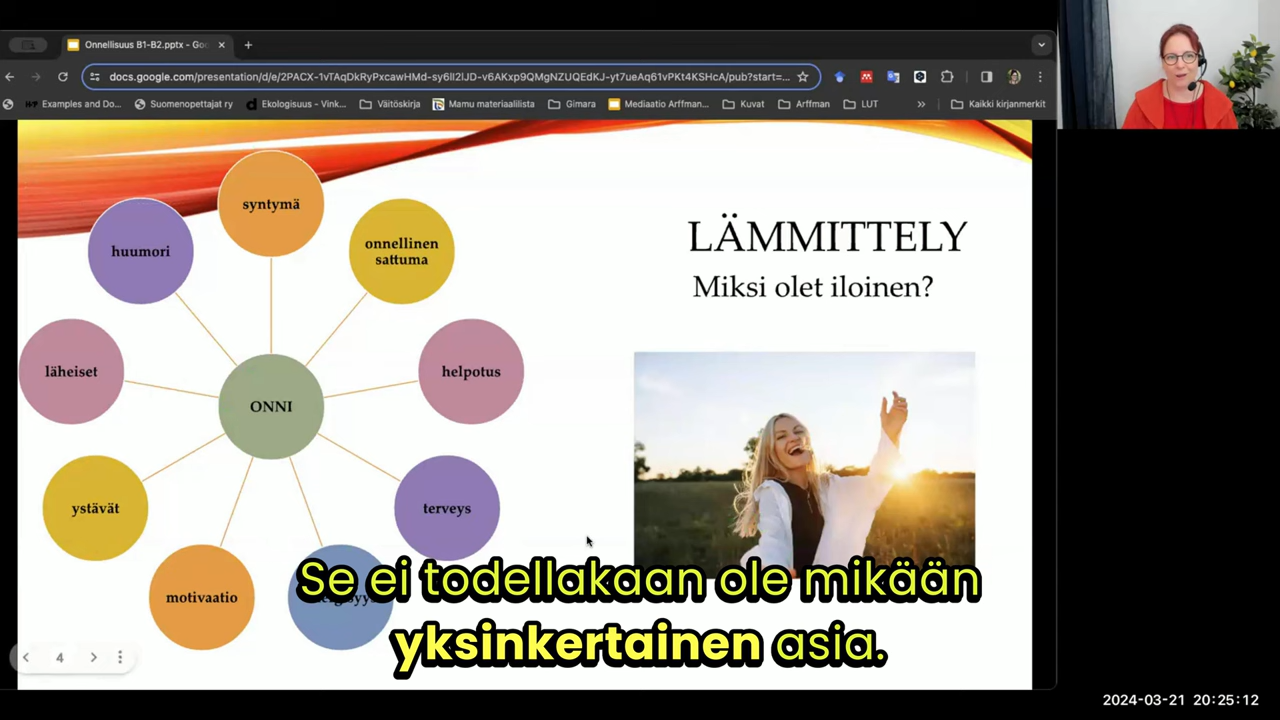 Onnellisuus B1-B2.pptx - Goo
docs.google.com/presentation/d/e/2PACX-1vTAqDkRyPxcawHMd-sy6Il2IJD-v6AKxp9QMgNZUQEdKJ-yt7ueAq61vPKt4KSHcA/pub?start=...
Examples and Do... Suomenopettajat ry Ekologisuus - Vink... Väitöskirja Mamu materiaalilista Gimara Mediaatio Arffman... Kuvat Arffman LUT Kaikki kirjanmerkit
syntymä
huumori
onnellinen
sattuma
läheiset
helpotus
ONNI
ystävät
terveys
motivaatio
LÄMMITTELY
Miksi olet iloinen?
Se ei todellakaan ole mikään
yksinkertainen asia.
4
2024-03-21 20:25:12